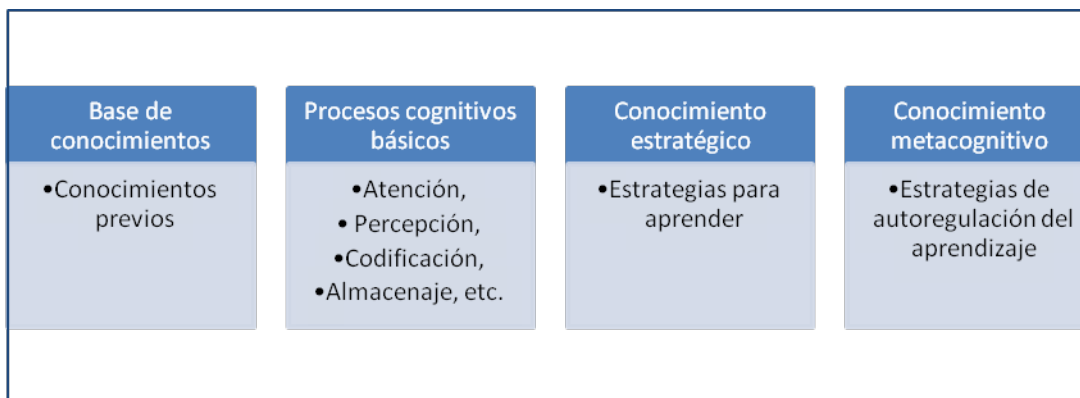 Base de
conocimientos
•Conocimientos
previos
Procesos cognitivos
básicos
•Atención,
• Percepción,
•Codificación,
•Almacenaje, etc.
Conocimiento
estratégico
•Estrategias para
aprender
Conocimiento
metacognitivo
•Estrategias de
autoregulación del
aprendizaje